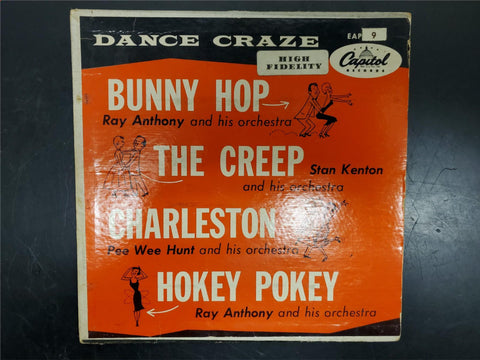 DANCE CRAZE
EAP 9
HIGH
FIDELITY
Capitol
RECORDS
BUNNY HOP
Ray Anthony and his orchestra
THE CREEP Stan Kenton
and his orchestra
CHARLESTON
Pee Wee Hunt and his orchestra
HOKEY POKEY
Ray Anthony and his orchestra